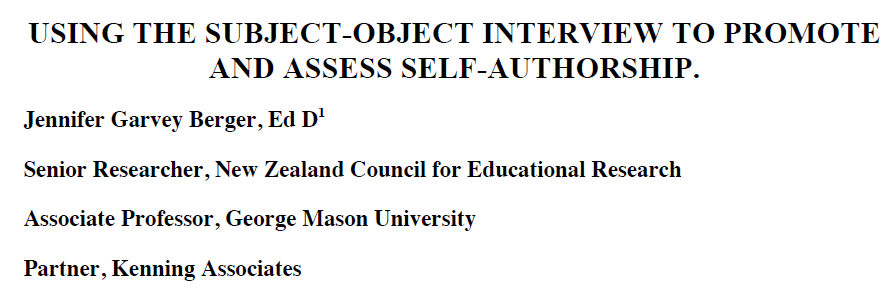 USING THE SUBJECT-OBJECT INTERVIEW TO PROMOTE
AND ASSESS SELF-AUTHORSHIP.
Jennifer Garvey Berger, Ed D1
Senior Researcher, New Zealand Council for Educational Research
Associate Professor, George Mason University
Partner, Kenning Associates